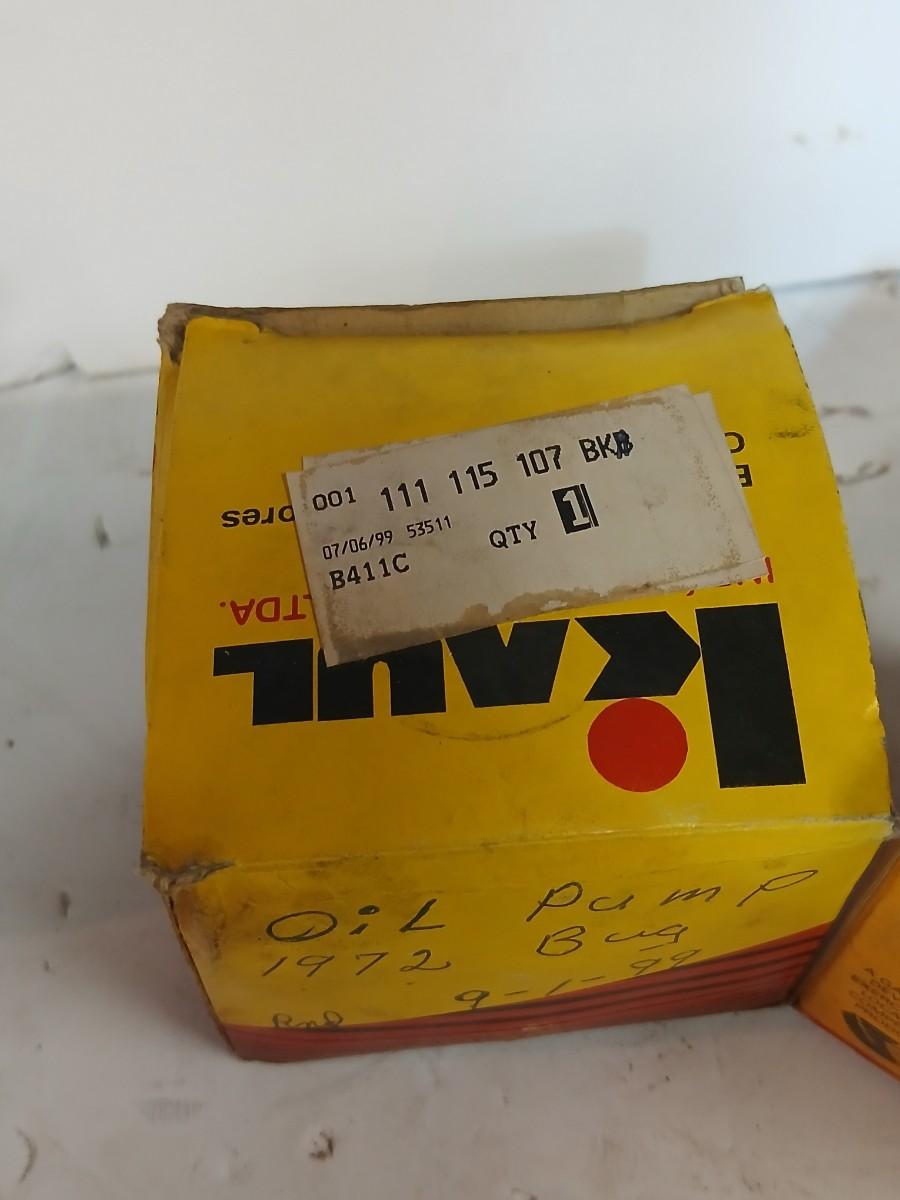 001 111 115 107 BKB
07/06/99 53511 QTY 1
B411C
LTDA.
KAUL
OiL Pump
1972 Bug
9-1-99